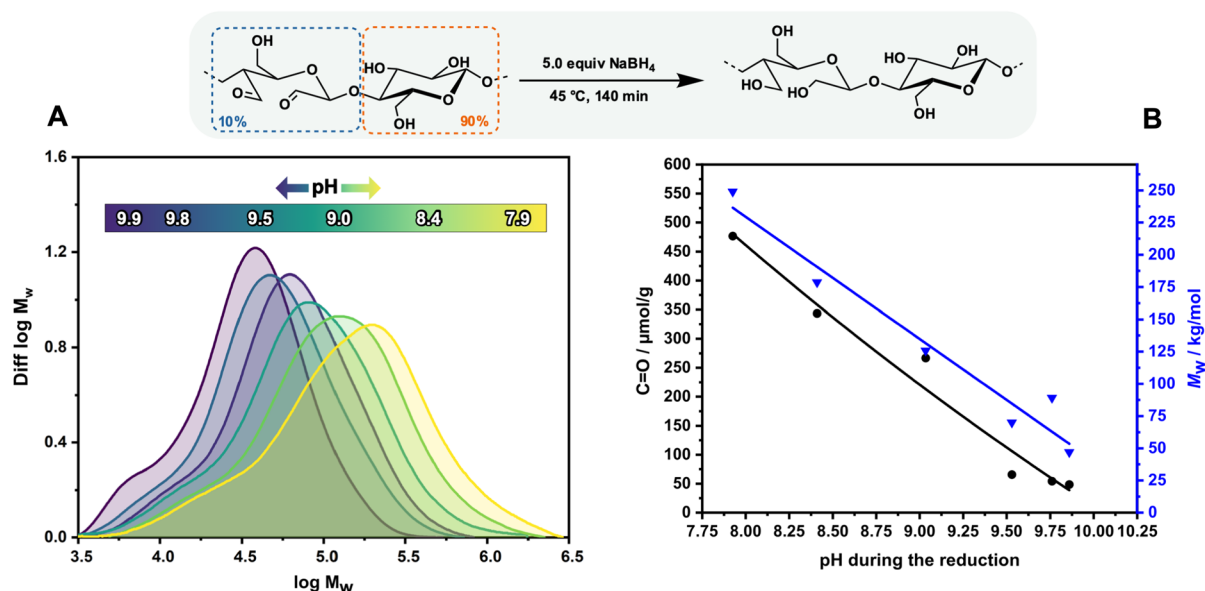 OH
O
O
O
O
HO
OH
O
O
OH
10%
90%
5.0 equiv NaBH4
45 °C, 140 min
OH
O
HO
HO
O
HO
OH
O
O
OH
A
B
1.6
1.2
0.8
0.4
0.0
Diff log Mw
pH
9.9 9.8 9.5 9.0 8.4 7.9
3.5 4.0 4.5 5.0 5.5 6.0 6.5
log Mw
600
550
500
450
400
350
300
250
200
150
100
50
0
C=O / µmol/g
250
225
200
175
150
125
100
75
50
25
0
Mw / kg/mol
7.75 8.00 8.25 8.50 8.75 9.00 9.25 9.50 9.75 10.00 10.25
pH during the reduction